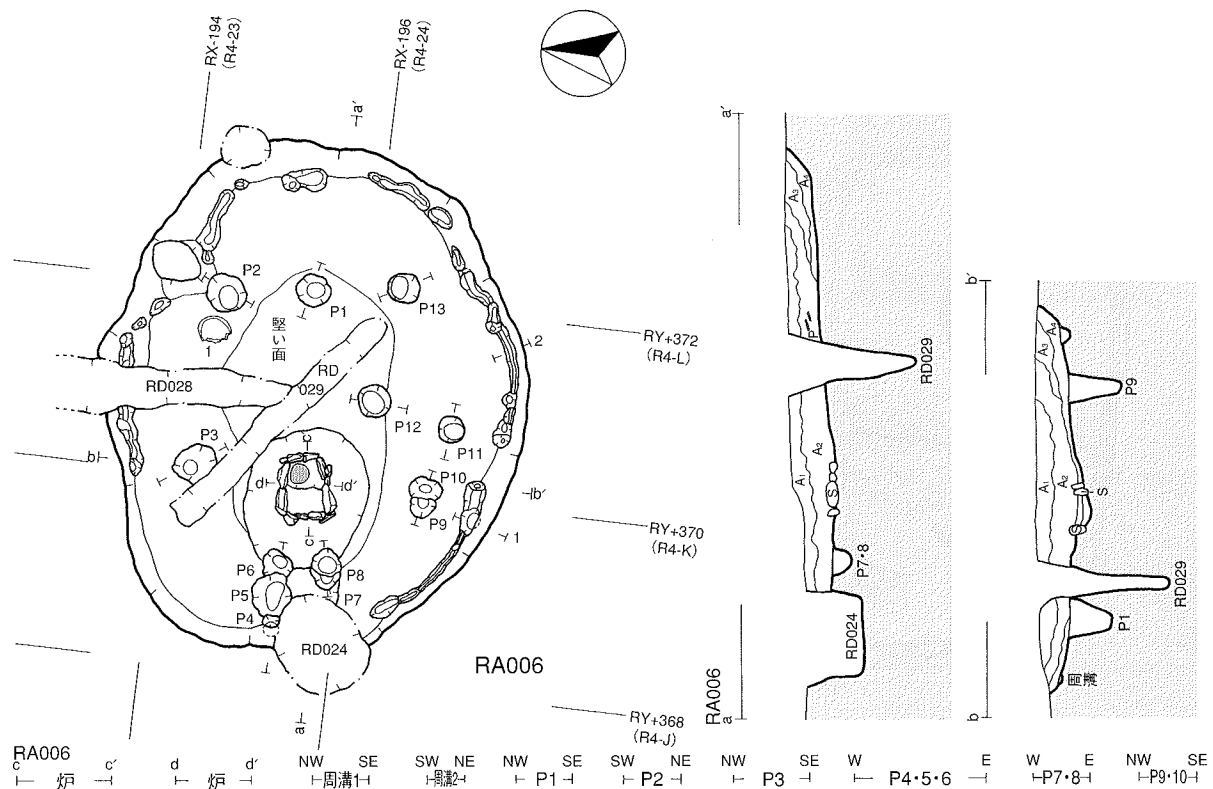 RX-194
(R4-23)
RX-196
(R4-24)
a'
P2
P1
P13
1
堅い面
2
RY+372
(R4-L)
RD028
RD
029
P3
P12
P11
b
c
P10
d
d'
b'
P9
c'
1
RY+370
(R4-K)
P6
P8
P5
P7
P4
RD024
RA006
a
RY+368
(R4-J)
a'
A3
A4
P
RD029
A2
A1
S
P7・8
RD024
RA006
a
b'
A4
A3
P9
A1
A2
S
S
RD029
P1
周溝
b
RA006
c 炉 c'
d 炉 d'
NW 周溝1 SE
SW 周溝2 NE
NW P1 SE
SW P2 NE
NW P3 SE
W P4・5・6 E
W P7・8 E
NW P9・10 SE